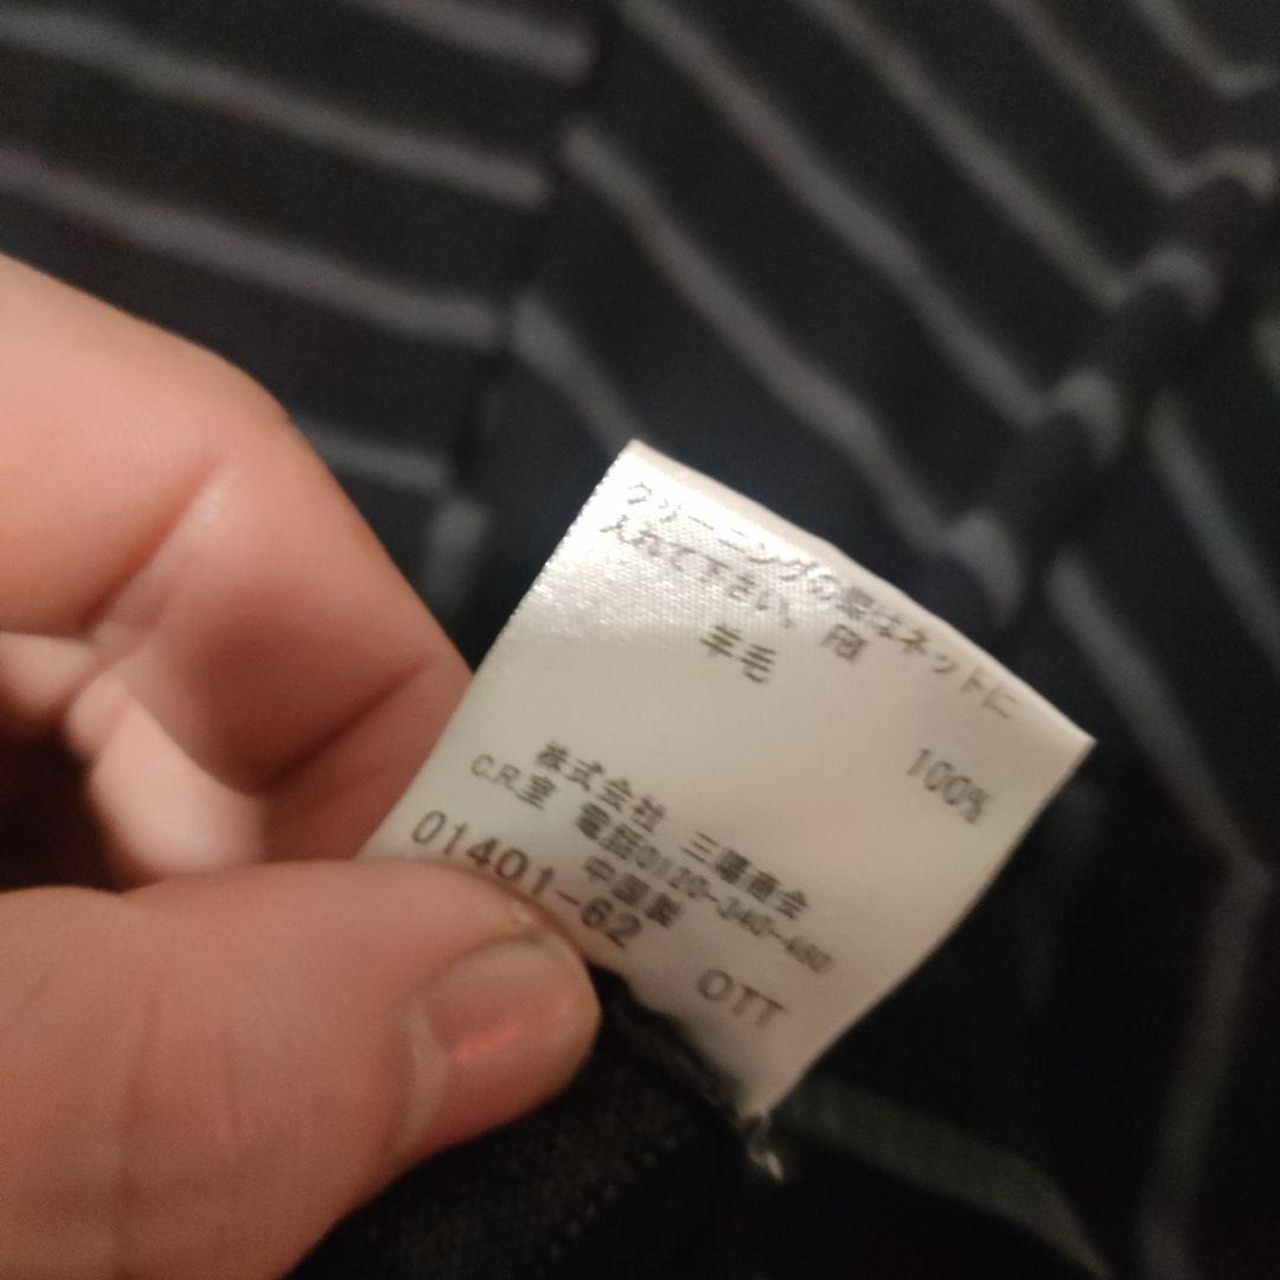 クリーニングの際はネットに
入れて下さい。 ㊞
羊毛 100%
株式会社 三陽商会
C.R.室 電話0120-340-460
中国製
01401-62 OTT